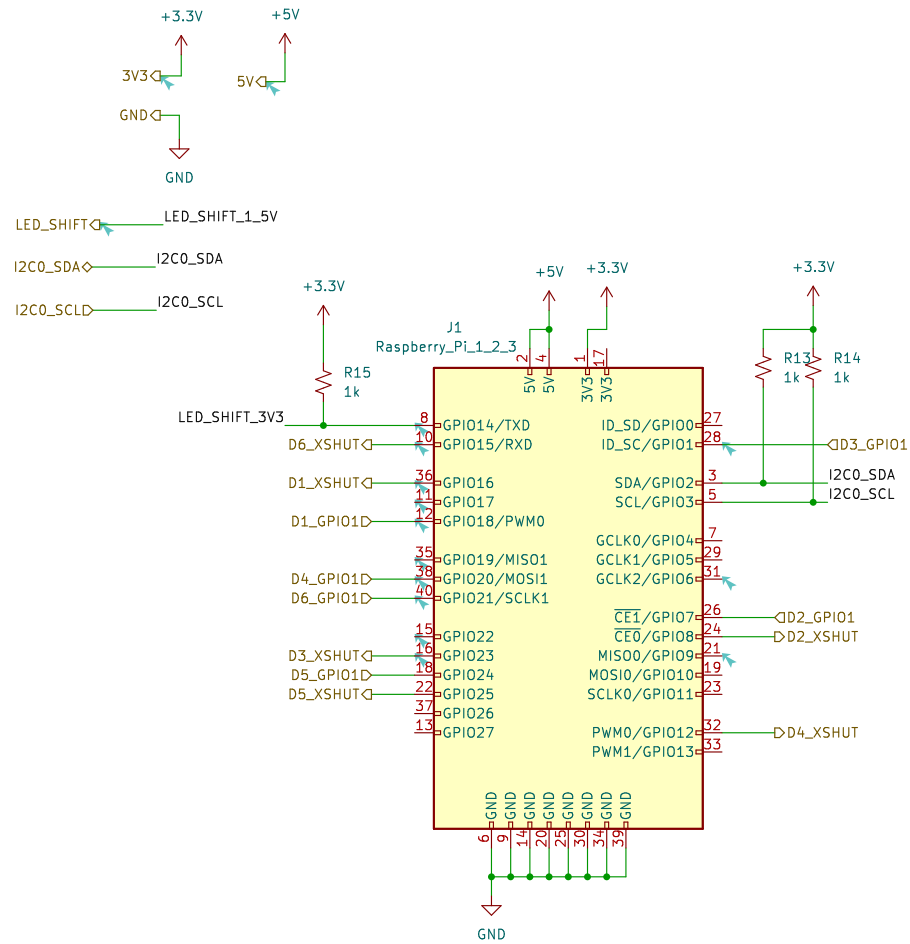 +3.3V
+5V
3V3
5V
GND
GND
LED_SHIFT
LED_SHIFT_1_5V
I2C0_SDA
I2C0_SDA
I2C0_SCL
I2C0_SCL
+3.3V
R15
1k
LED_SHIFT_3V3
+5V
+3.3V
+3.3V
R13
1k
R14
1k
J1
Raspberry_Pi_1_2_3
2
4
1
17
5V
5V
3V3
3V3
8 GPIO14/TXD
D6_XSHUT 10 GPIO15/RXD
D1_XSHUT 36 GPIO16
11 GPIO17
D1_GPIO1 12 GPIO18/PWM0
35 GPIO19/MISO1
D4_GPIO1 38 GPIO20/MOSI1
D6_GPIO1 40 GPIO21/SCLK1
15 GPIO22
D3_XSHUT 16 GPIO23
D5_GPIO1 18 GPIO24
D5_XSHUT 22 GPIO25
37 GPIO26
13 GPIO27
ID_SD/GPIO0 27
ID_SC/GPIO1 28 D3_GPIO1
SDA/GPIO2 3 I2C0_SDA
SCL/GPIO3 5 I2C0_SCL
GCLK0/GPIO4 7
GCLK1/GPIO5 29
GCLK2/GPIO6 31
CE1/GPIO7 26 D2_GPIO1
CE0/GPIO8 24 D2_XSHUT
MISO0/GPIO9 21
MOSI0/GPIO10 19
SCLK0/GPIO11 23
PWM0/GPIO12 32 D4_XSHUT
PWM1/GPIO13 33
GND
GND
GND
GND
GND
GND
GND
GND
6
9
14
20
25
30
34
39
GND